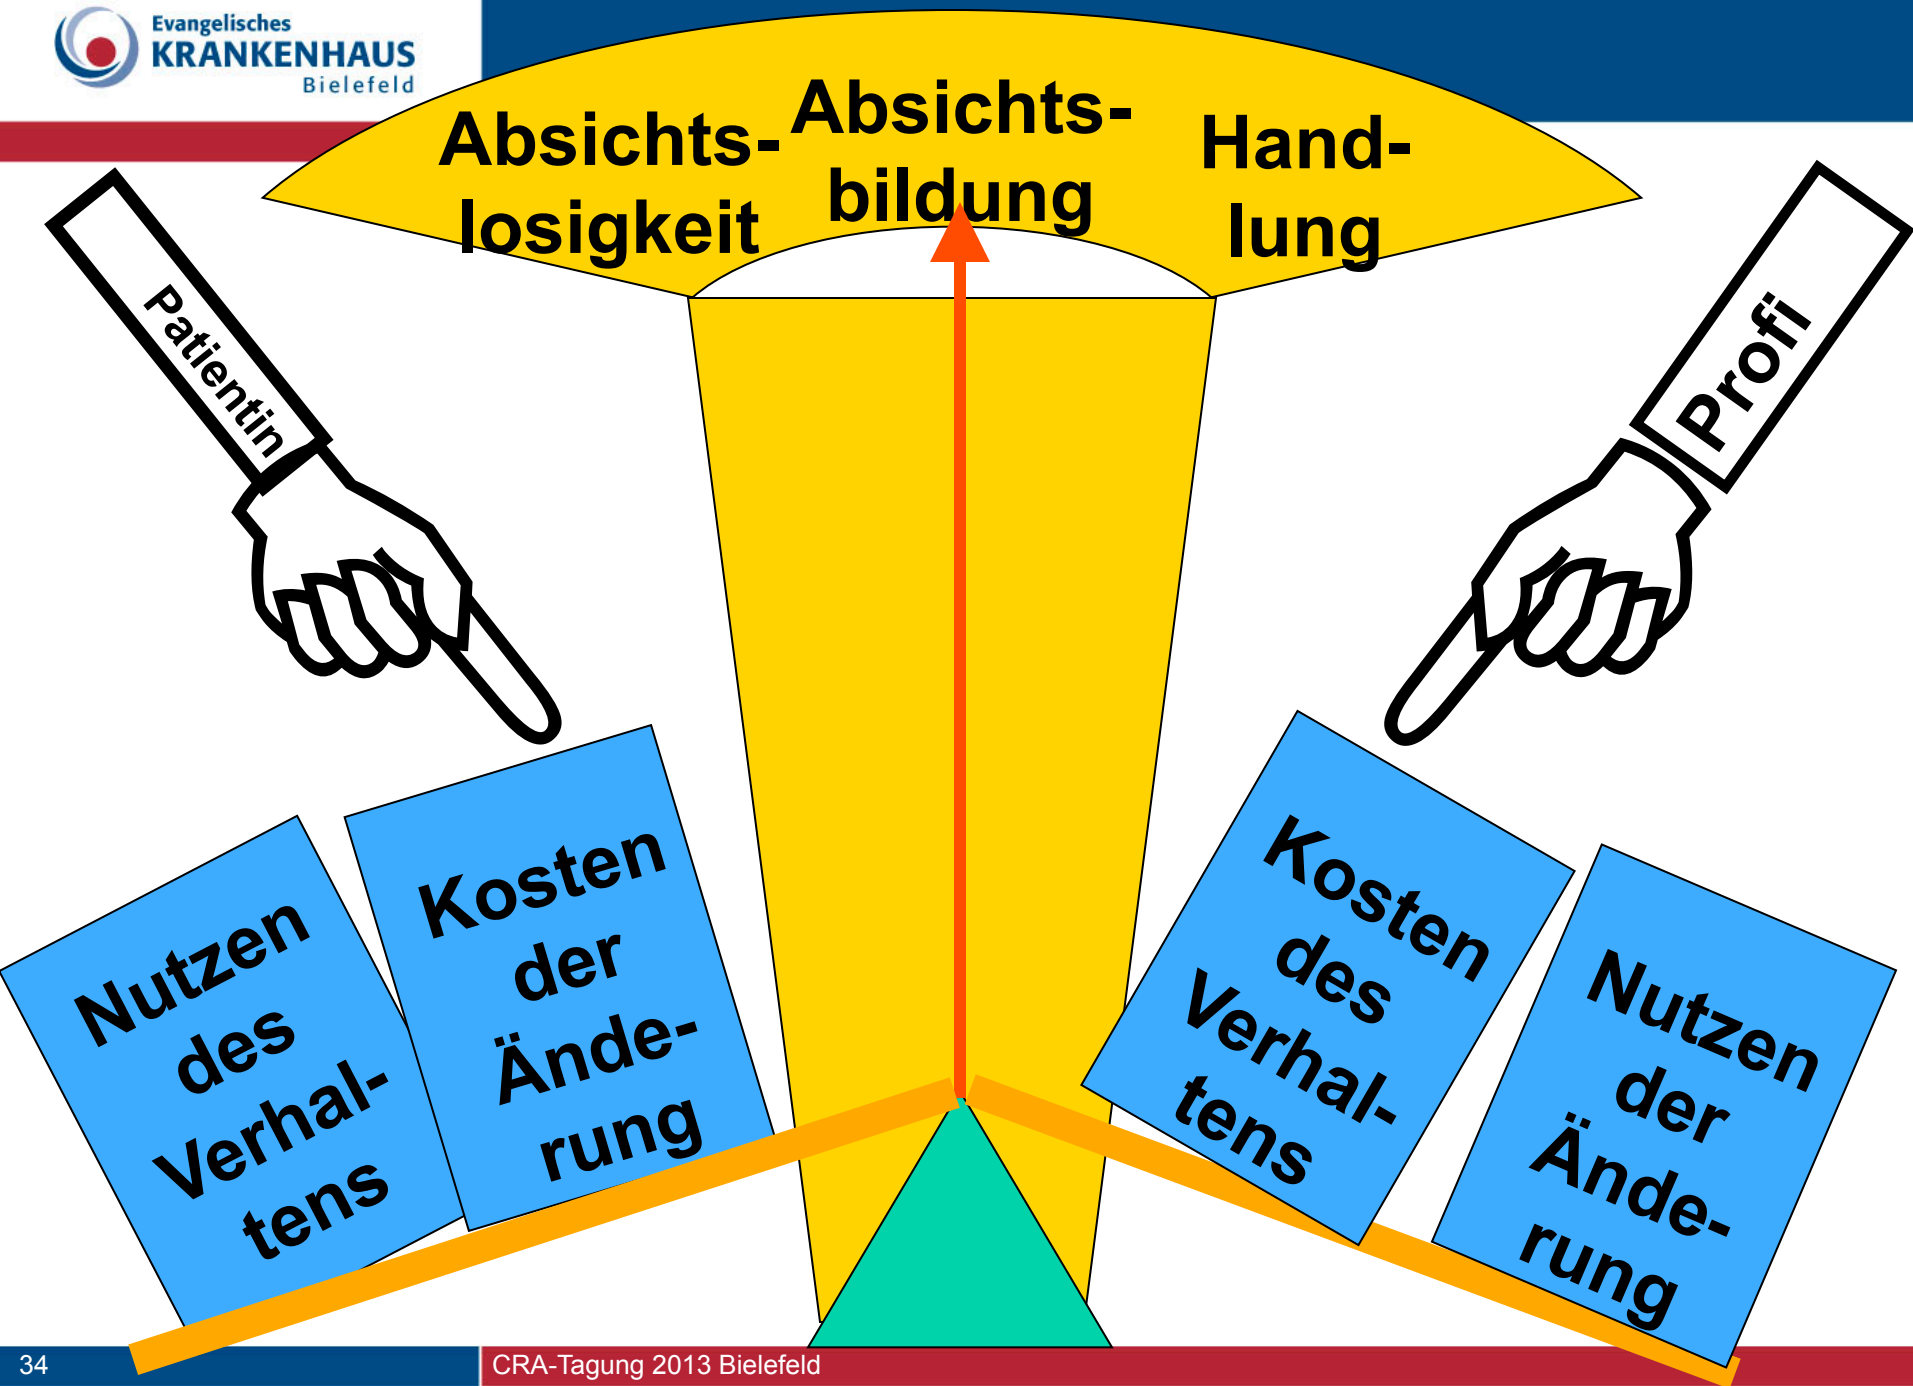 Evangelisches
KRANKENHAUS
Bielefeld
Absichts-
losigkeit
Absichts-
bildung
Hand-
lung
Patientin
Profi
Nutzen
des
Verhal-
tens
Kosten
der
Ände-
rung
Kosten
des
Verhal-
tens
Nutzen
der
Ände-
rung
34
CRA-Tagung 2013 Bielefeld